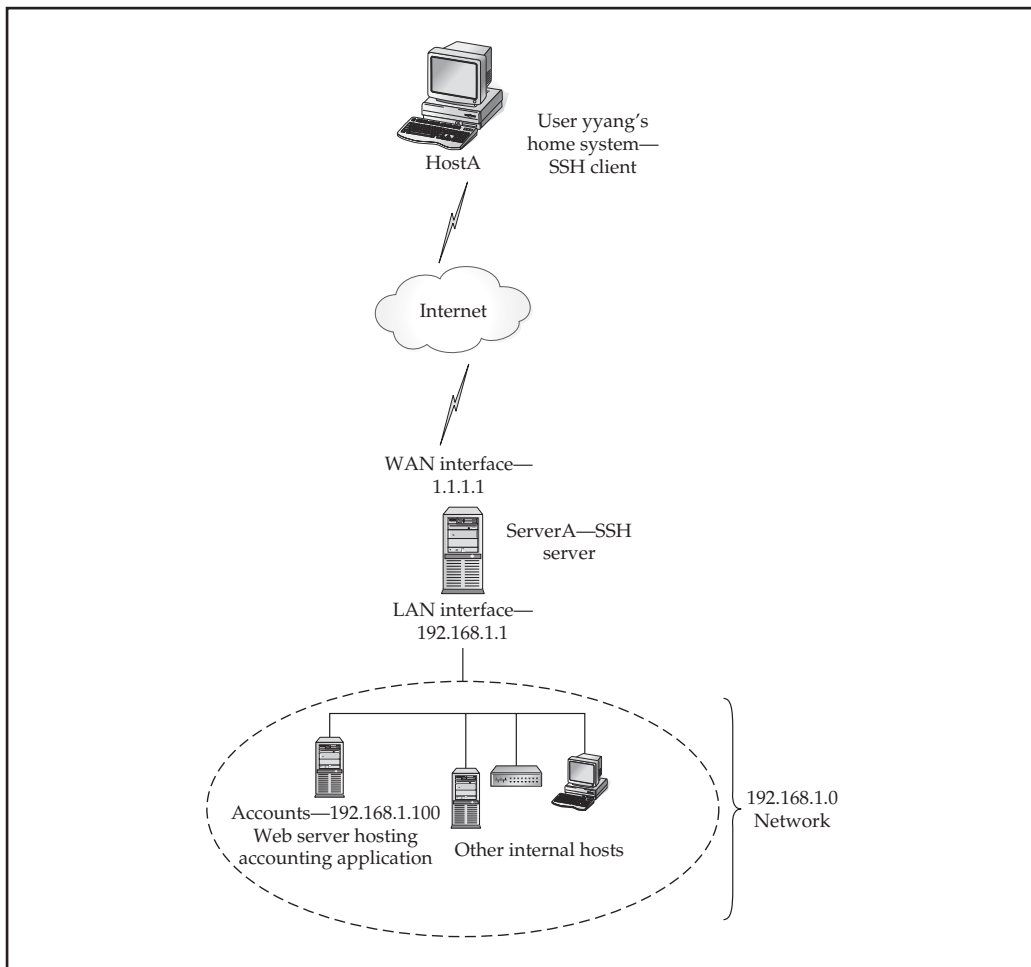 User yyang's
home system—
SSH client
HostA
Internet
WAN interface—
1.1.1.1
ServerA—SSH
server
LAN interface—
192.168.1.1
Accounts—192.168.1.100
Web server hosting
accounting application
Other internal hosts
192.168.1.0
Network